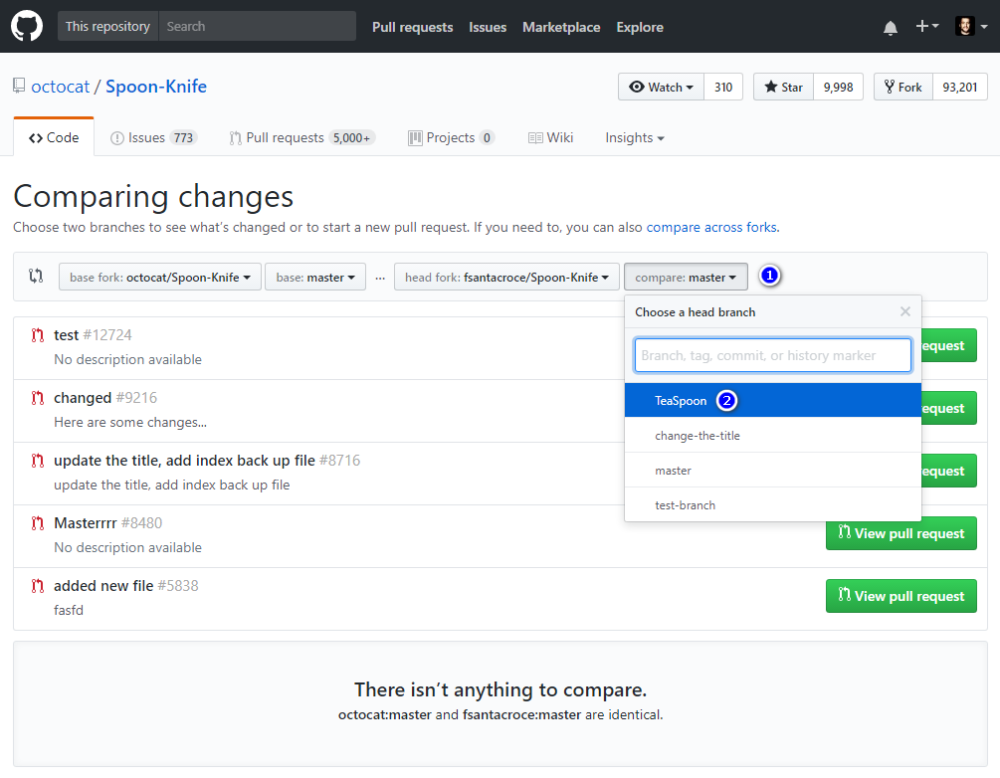 This repository Search Pull requests Issues Marketplace Explore
octocat / Spoon-Knife Watch 310 Star 9,998 Fork 93,201
Code Issues 773 Pull requests 5,000+ Projects 0 Wiki Insights
Comparing changes
Choose two branches to see what's changed or to start a new pull request. If you need to, you can also compare across forks.
base fork: octocat/Spoon-Knife base: master ... head fork: fsantacroce/Spoon-Knife compare: master 1
Choose a head branch
Branch, tag, commit, or history marker
TeaSpoon 2
change-the-title
master
test-branch
test #12724
No description available
equest
changed #9216
Here are some changes...
equest
update the title, add index back up file #8716
update the title, add index back up file
equest
Masterrrr #8480
No description available
View pull request
added new file #5838
fasfd
View pull request
There isn't anything to compare.
octocat:master and fsantacroce:master are identical.